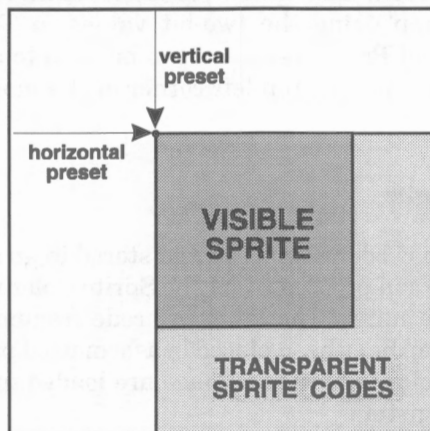 vertical
preset
horizontal
preset
VISIBLE
SPRITE
TRANSPARENT
SPRITE CODES